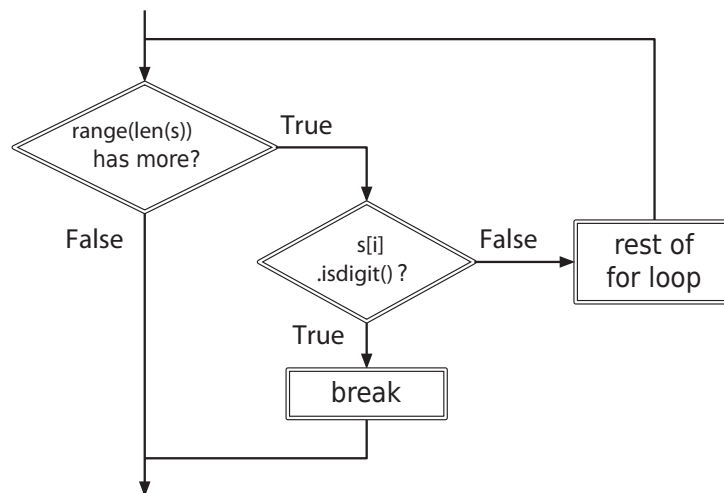 range(len(s))
has more?
True
False
s[i]
.isdigit() ?
False
rest of
for loop
True
break